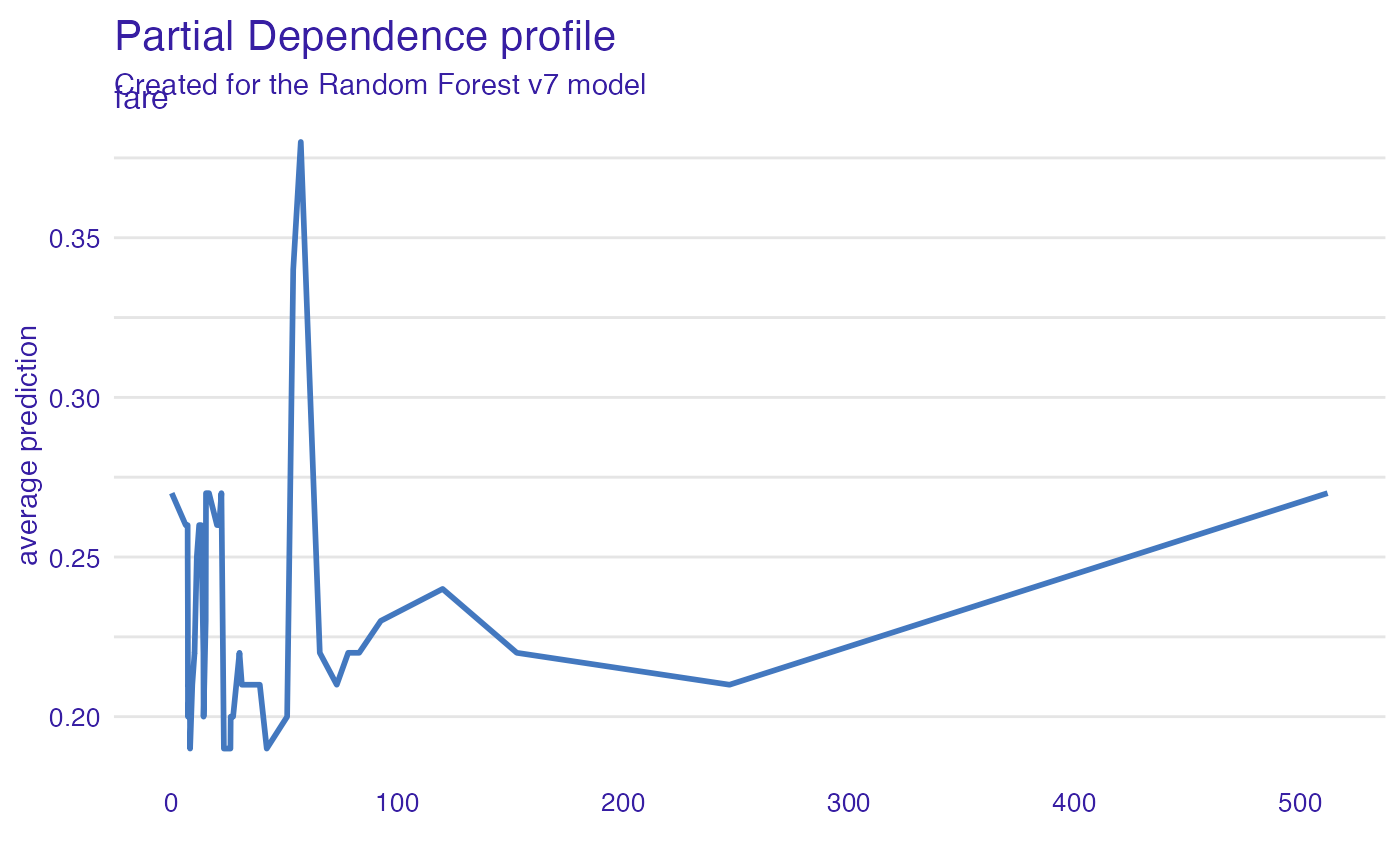 Partial Dependence profile
Created for the Random Forest v7 model
fare
average prediction
0.35
0.30
0.25
0.20
0 100 200 300 400 500